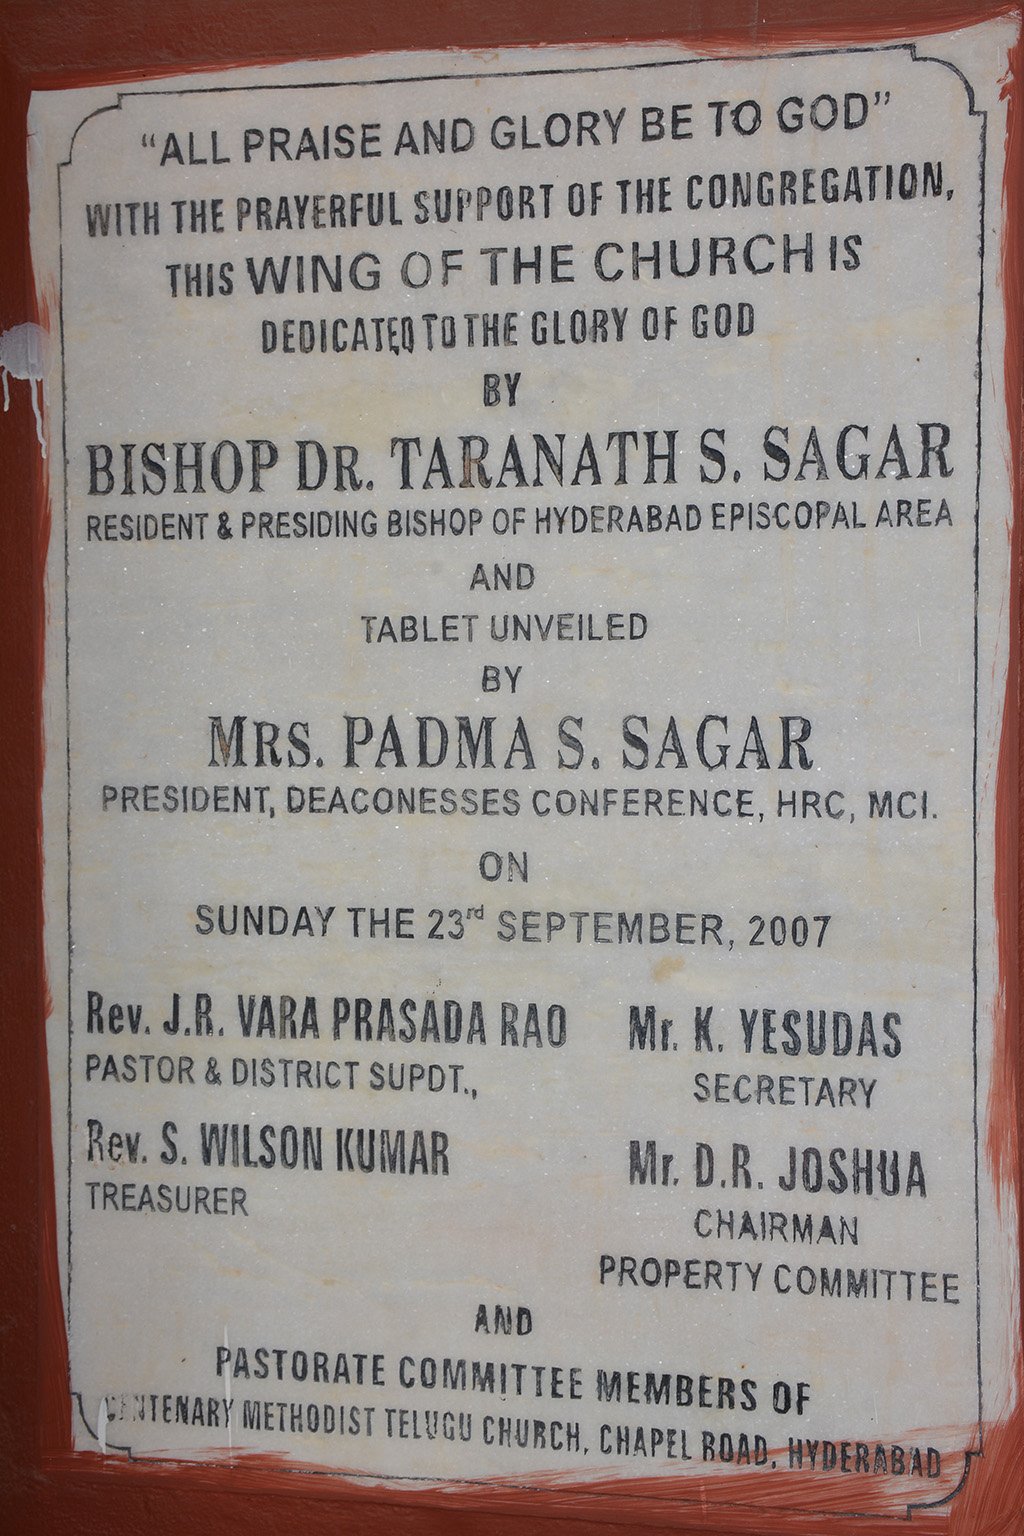 "ALL PRAISE AND GLORY BE TO GOD"
WITH THE PRAYERFUL SUPPORT OF THE CONGREGATION,
THIS WING OF THE CHURCH IS
DEDICATED TO THE GLORY OF GOD
BY
BISHOP DR. TARANATH S. SAGAR
RESIDENT & PRESIDING BISHOP OF HYDERABAD EPISCOPAL AREA
AND
TABLET UNVEILED
BY
MRS. PADMA S. SAGAR
PRESIDENT, DEACONESSES CONFERENCE, HRC, MCI.
ON
SUNDAY THE 23rd SEPTEMBER, 2007
Rev. J.R. VARA PRASADA RAO
PASTOR & DISTRICT SUPDT.,
Rev. S. WILSON KUMAR
TREASURER
Mr. K. YESUDAS
SECRETARY
Mr. D.R. JOSHUA
CHAIRMAN
PROPERTY COMMITTEE
AND
PASTORATE COMMITTEE MEMBERS OF
CENTENARY METHODIST TELUGU CHURCH, CHAPEL ROAD, HYDERABAD